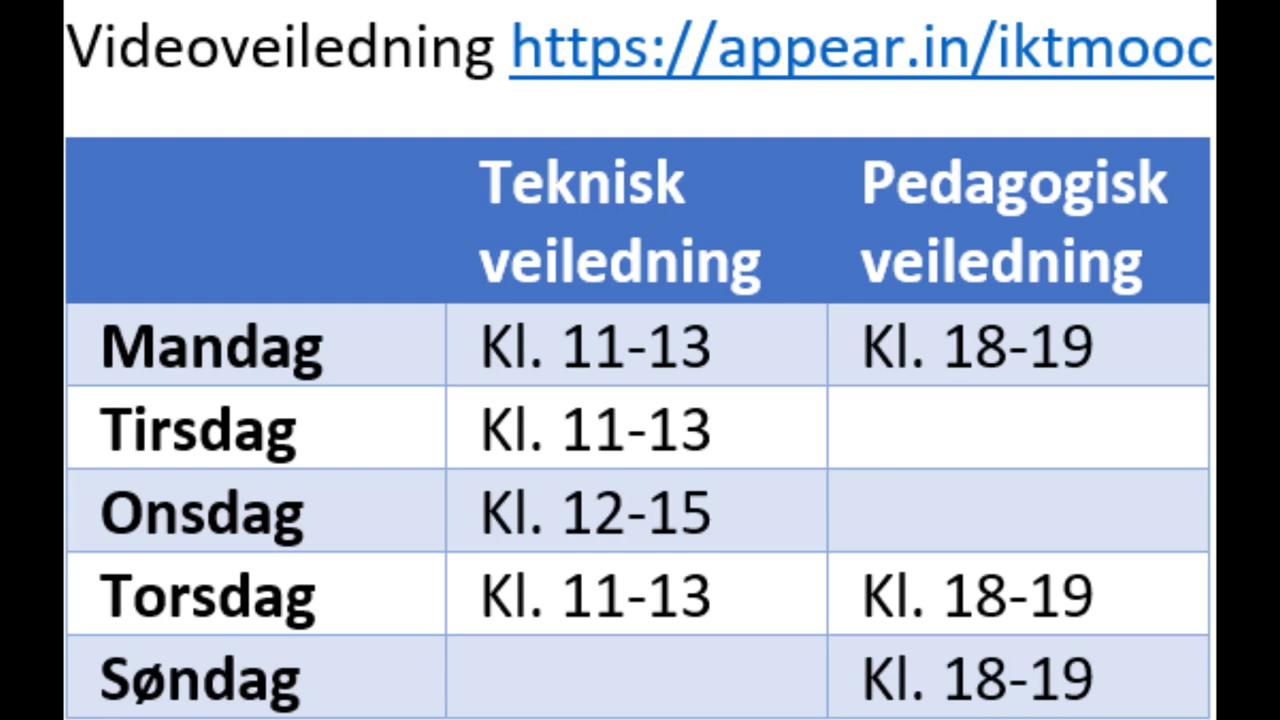 Videoveiledning https://appear.in/iktmooc
Teknisk veiledning Pedagogisk veiledning
Mandag Kl. 11-13 Kl. 18-19
Tirsdag Kl. 11-13
Onsdag Kl. 12-15
Torsdag Kl. 11-13 Kl. 18-19
Søndag Kl. 18-19